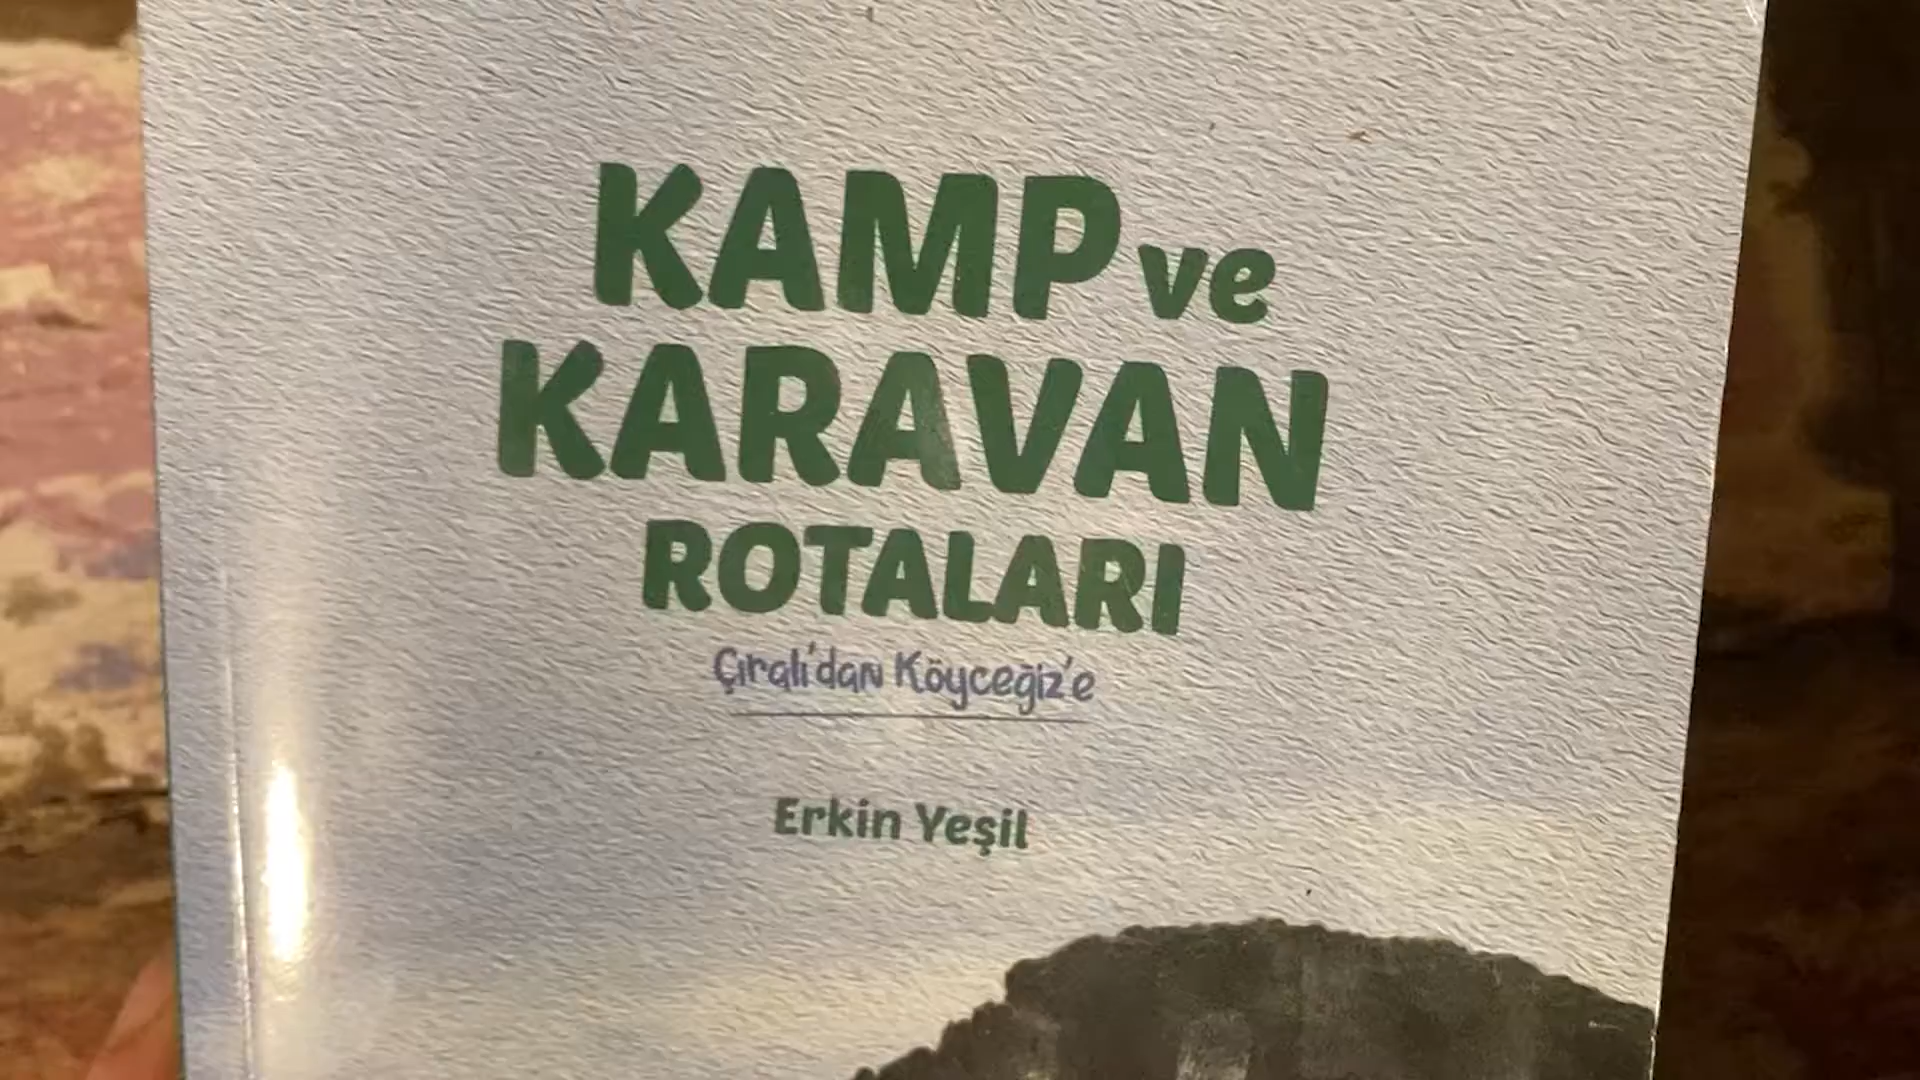 KAMP ve
KARAVAN
ROTALARI
Çıralı'dan Köyceğiz'e
Erkin Yeşil